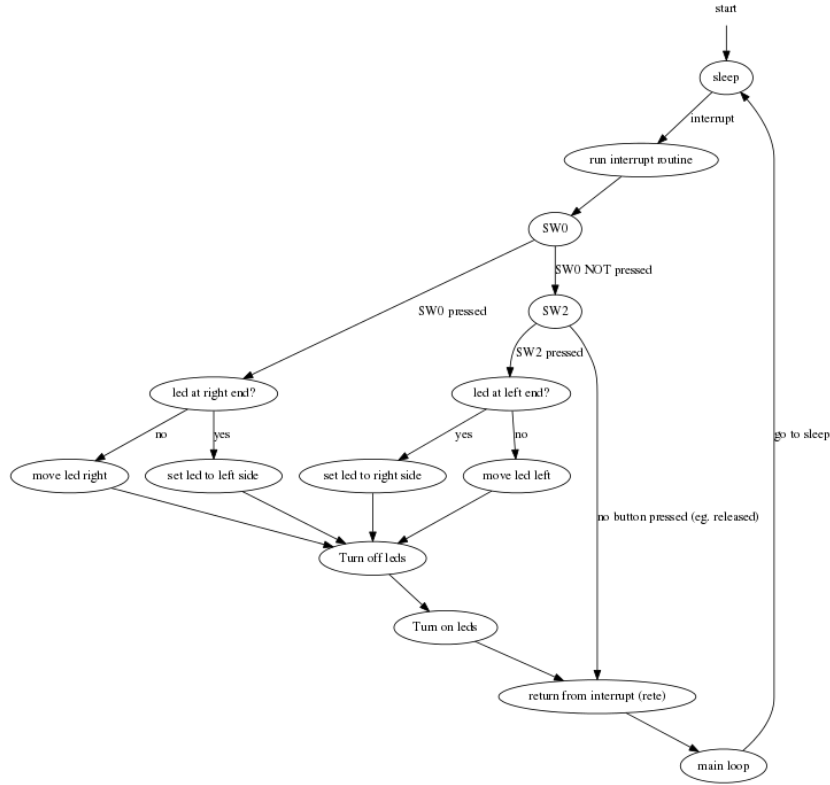 start
sleep
interrupt
run interrupt routine
SW0
SW0 NOT pressed
SW0 pressed
SW2
SW2 pressed
led at right end?
led at left end?
no
yes
yes
no
go to sleep
move led right
set led to left side
set led to right side
move led left
no button pressed (eg. released)
Turn off leds
Turn on leds
return from interrupt (rete)
main loop